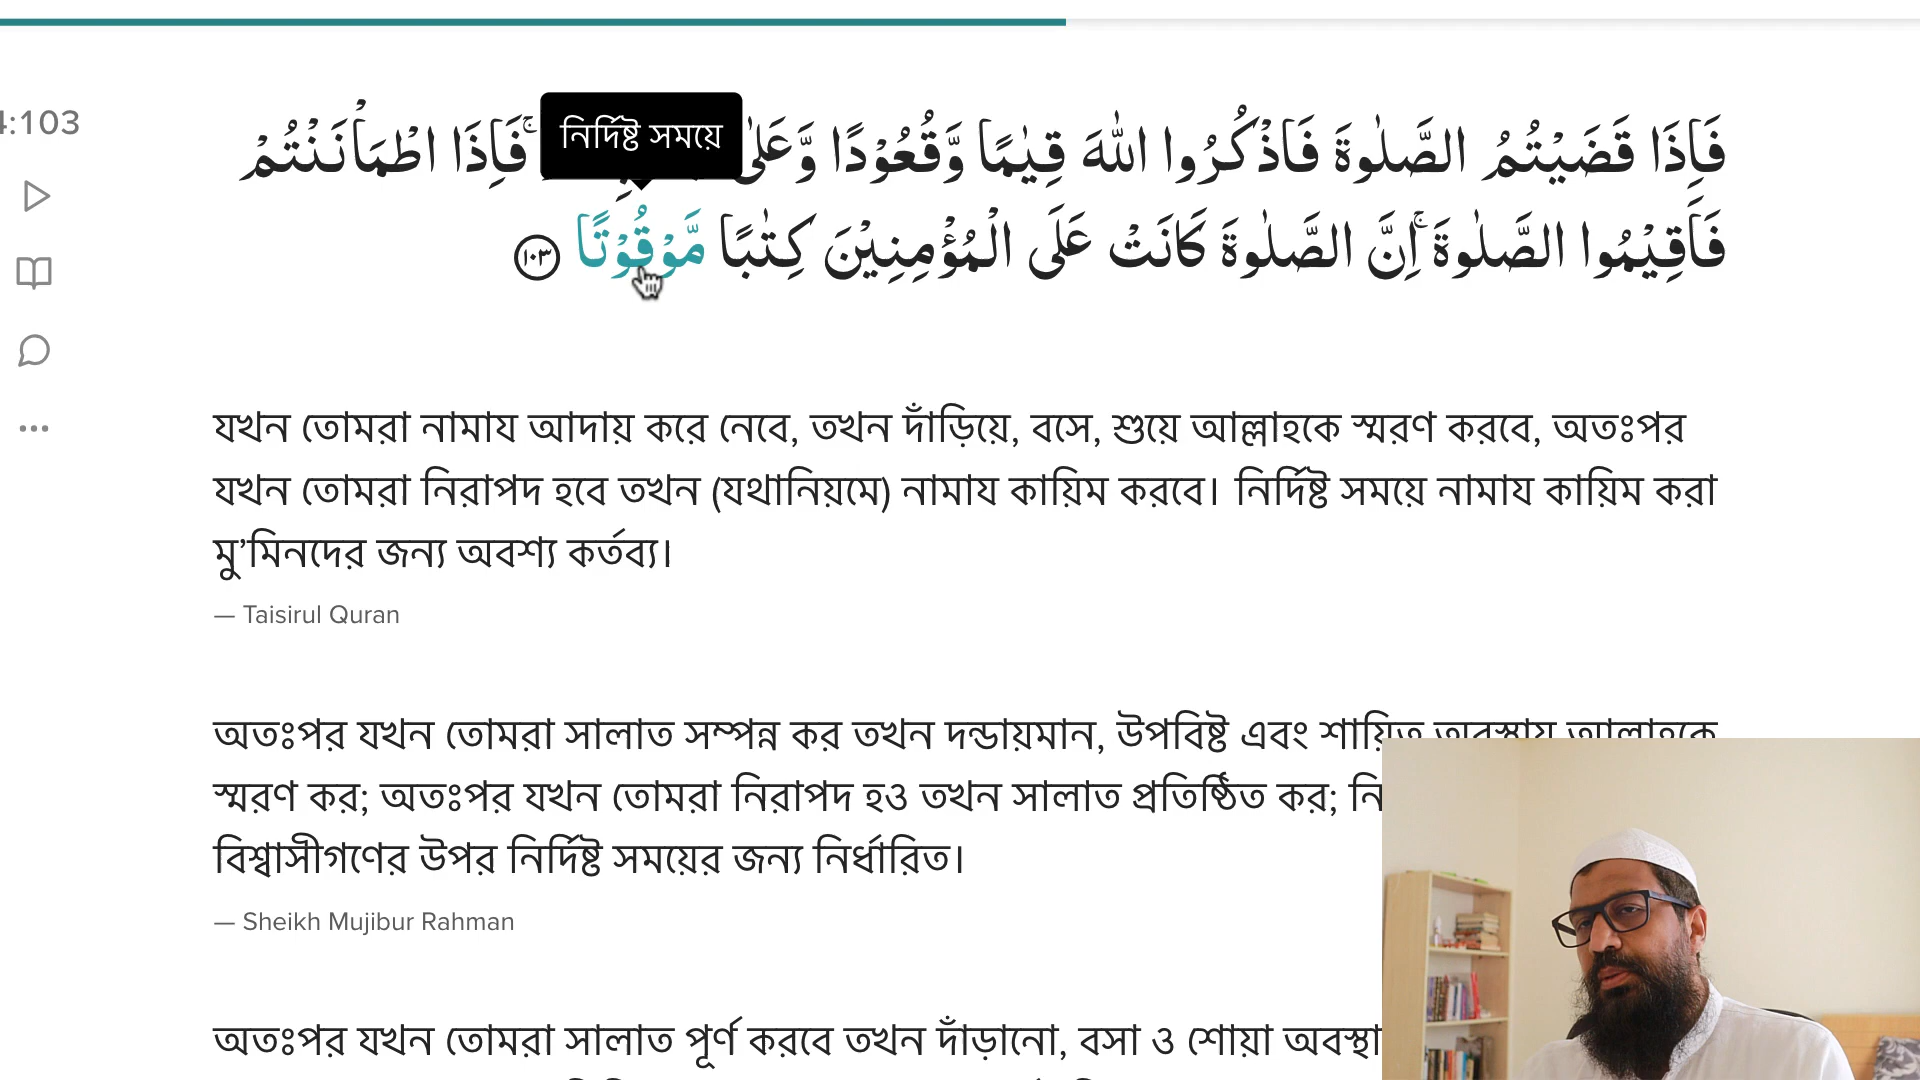 4:103
নির্দিষ্ট সময়ে
فَاِذَا قَضَيْتُمُ الصَّلٰوةَ فَاذْكُرُوا اللّٰهَ قِيٰمًا وَّقُعُوْدًا وَّعَلٰى فَاِذَا اطْمَاْنَنْتُمْ
فَاَقِيْمُوا الصَّلٰوةَ ۚ اِنَّ الصَّلٰوةَ كَانَتْ عَلَى الْمُؤْمِنِيْنَ كِتٰبًا مَّوْقُوْتًا ١٠٣
যখন তোমরা নামায আদায় করে নেবে, তখন দাঁড়িয়ে, বসে, শুয়ে আল্লাহকে স্মরণ করবে, অতঃপর
যখন তোমরা নিরাপদ হবে তখন (যথানিয়মে) নামায কায়িম করবে। নির্দিষ্ট সময়ে নামায কায়িম করা
মু’মিনদের জন্য অবশ্য কর্তব্য।
— Taisirul Quran
অতঃপর যখন তোমরা সালাত সম্পন্ন কর তখন দন্ডায়মান, উপবিষ্ট এবং শায়িত অবস্থায় আল্লাহকে
স্মরণ কর; অতঃপর যখন তোমরা নিরাপদ হও তখন সালাত প্রতিষ্ঠিত কর;
বিশ্বাসীগণের উপর নির্দিষ্ট সময়ের জন্য নির্ধারিত।
— Sheikh Mujibur Rahman
অতঃপর যখন তোমরা সালাত পূর্ণ করবে তখন দাঁড়ানো, বসা ও শোয়া